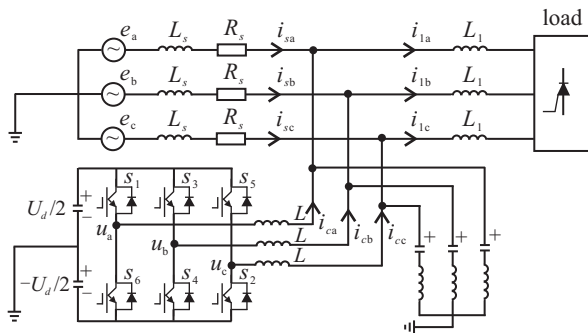 e_a L_s R_s i_sa i_1a L_1 load
e_b L_s R_s i_sb i_1b L_1
e_c L_s R_s i_sc i_1c L_1
s_1 s_3 s_5
U_d/2 + −
u_a L i_ca i_cb i_cc + + +
u_b L
u_c L
−U_d/2 + −
s_6 s_4 s_2